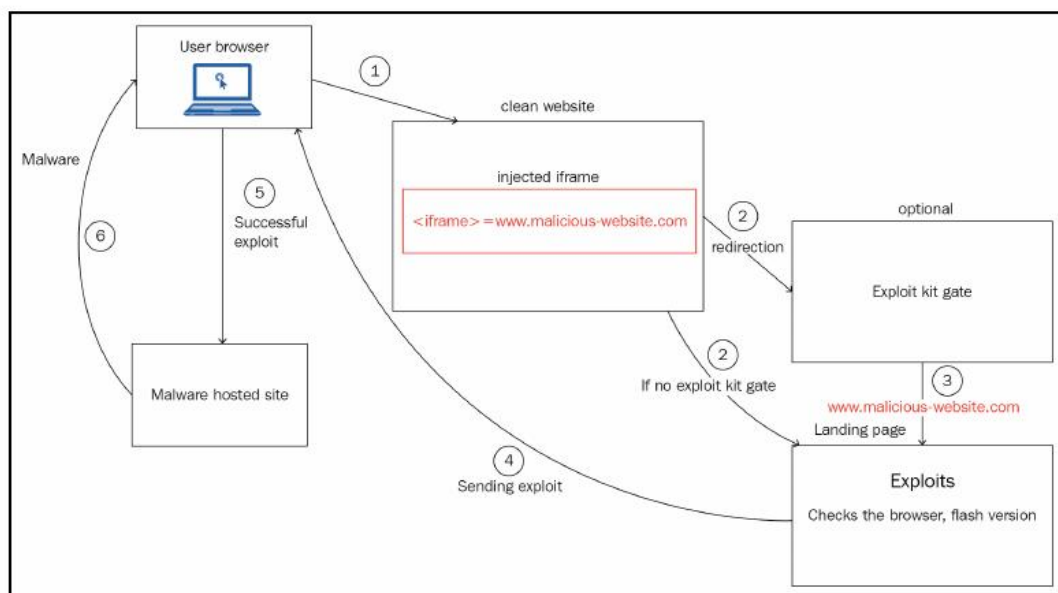 User browser
1
clean website
Malware
injected iframe
<iframe>=www.malicious-website.com
5
Successful
exploit
6
2
redirection
optional
Exploit kit gate
2
If no exploit kit gate
3
www.malicious-website.com
Landing page
Malware hosted site
4
Sending exploit
Exploits
Checks the browser, flash version